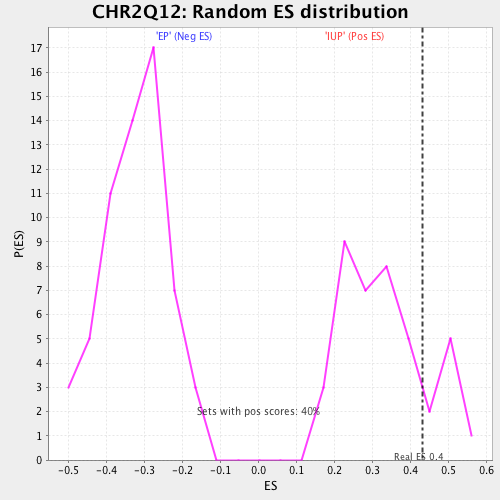 CHR2Q12: Random ES distribution
'EP' (Neg ES)
'IUP' (Pos ES)
P(ES)
17
16
15
14
13
12
11
10
9
8
7
6
5
4
3
2
1
0
Sets with pos scores: 40%
Real ES 0.4
-0.5 -0.4 -0.3 -0.2 -0.1 0.0 0.1 0.2 0.3 0.4 0.5 0.6
ES